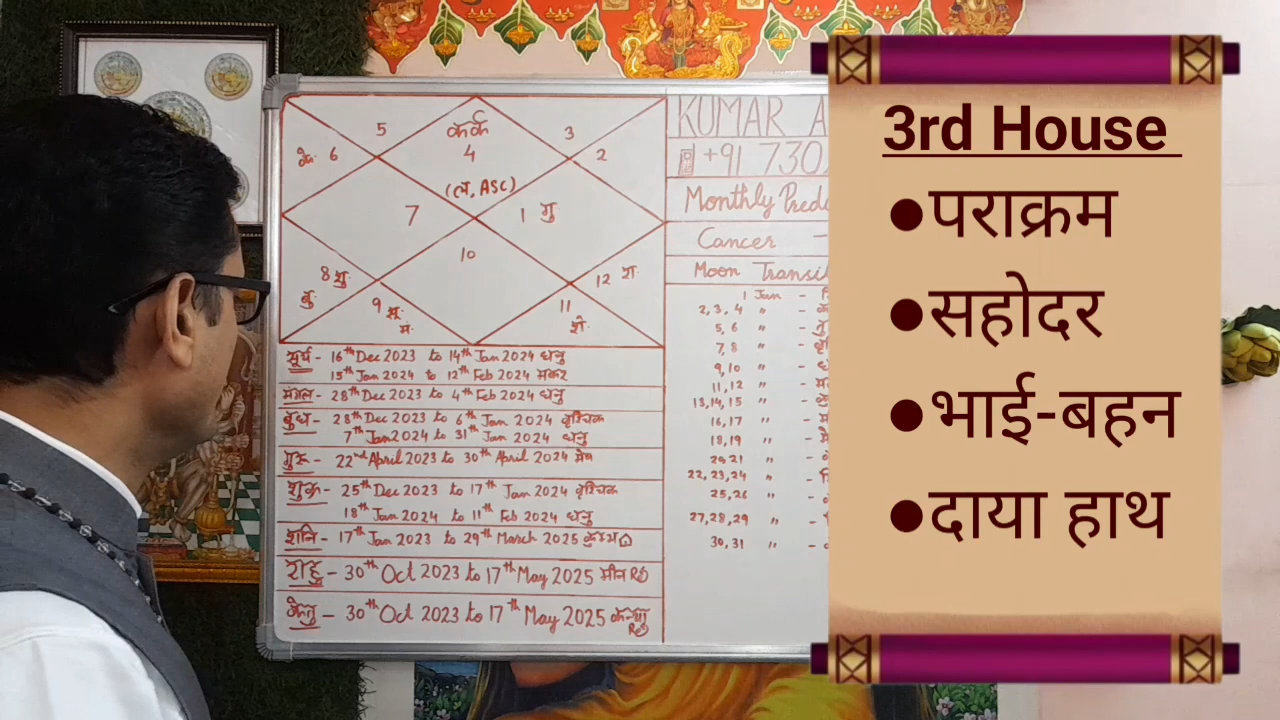 5
कर्क
3
के. 6
4
2
(ल, ASC)
7
1 गु
10
8 शु
12 रा.
बु.
9 सू.
11
मं.
श.
सूर्य - 16th Dec 2023 to 14th Jan 2024 धनु
15th Jan 2024 to 12th Feb 2024 मकर
मंगल - 28th Dec 2023 to 4th Feb 2024 धनु
बुध - 28th Dec 2023 to 6th Jan 2024 वृश्चिक
7th Jan 2024 to 31st Jan 2024 धनु
गुरू - 22nd April 2023 to 30th April 2024 मेष
शुक्र - 25th Dec 2023 to 17th Jan 2024 वृश्चिक
18th Jan 2024 to 11th Feb 2024 धनु
शनि - 17th Jan 2023 to 29th March 2025 कुम्भ
राहु - 30th Oct 2023 to 17th May 2025 मीन
केतु - 30th Oct 2023 to 17th May 2025 कन्या
KUMAR A
+91 730
Monthly Predi
Cancer -
Moon Transi
1 Jan -
2, 3, 4 " -
5, 6 " -
7, 8 " -
9, 10 " -
11, 12 " -
13, 14, 15 " -
16, 17 " -
18, 19 " -
20, 21 " -
22, 23, 24 " -
25, 26 " -
27, 28, 29 " -
30, 31 " -
3rd House
●पराक्रम
●सहोदर
●भाई-बहन
●दाया हाथ